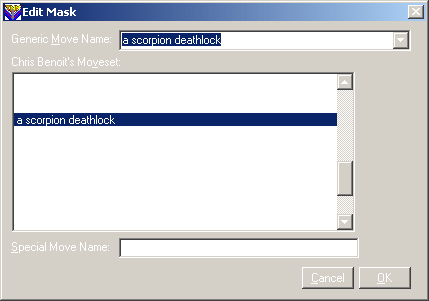 Edit Mask
Generic Move Name: a scorpion deathlock
Chris Benoit's Moveset:
a scorpion deathlock
Special Move Name:
Cancel OK